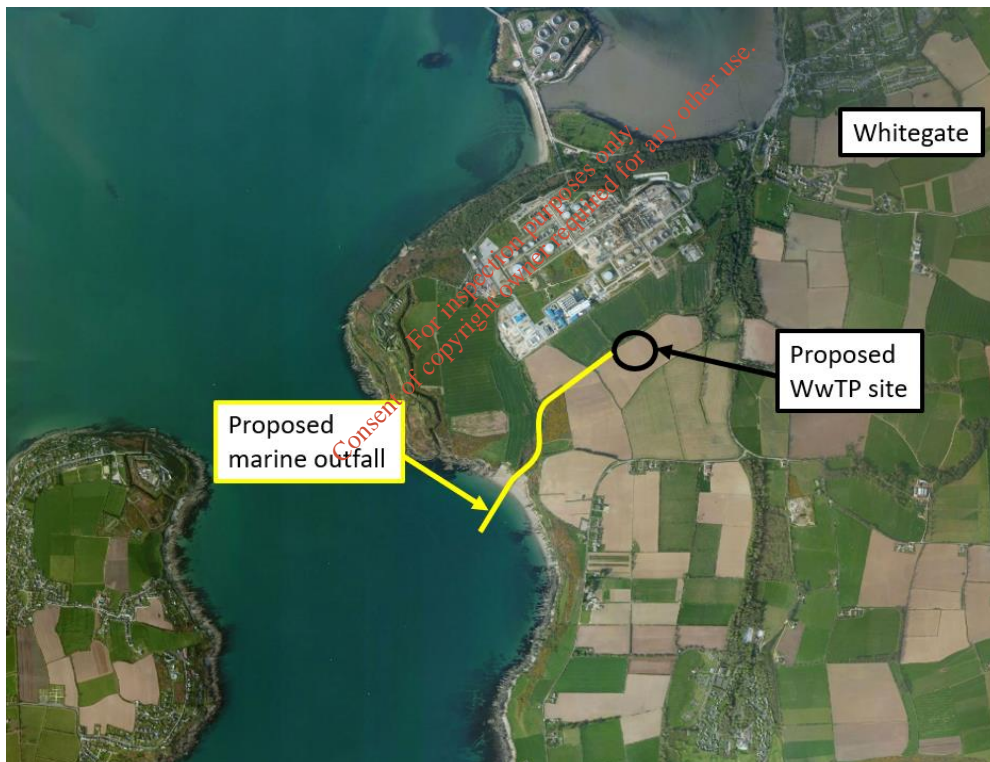 Whitegate
For inspection purposes only.
Consent of copyright owner required for any other use.
Proposed
WwTP site
Proposed
marine outfall